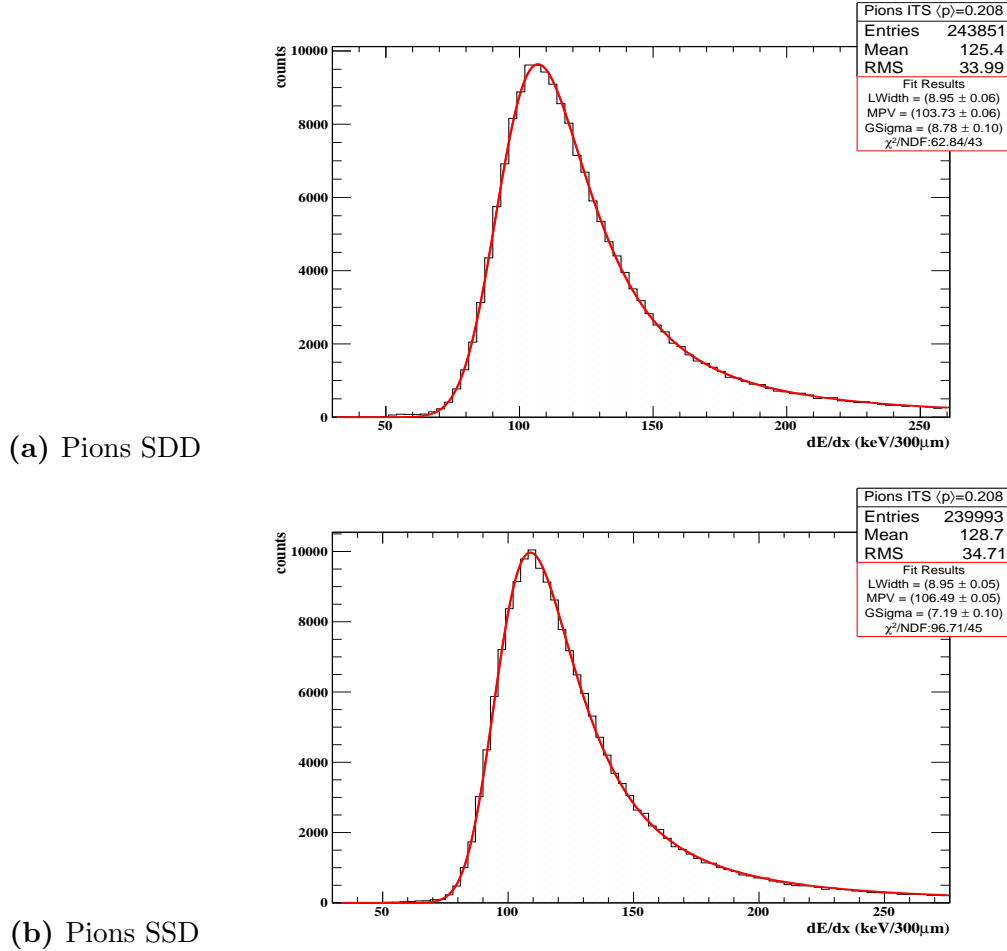 Pions ITS ⟨p⟩=0.208
Entries 243851
Mean 125.4
RMS 33.99
Fit Results
LWidth = (8.95 ± 0.06)
MPV = (103.73 ± 0.06)
GSigma = (8.78 ± 0.10)
χ²/NDF:62.84/43
counts
10000
8000
6000
4000
2000
0
50 100 150 200 250
dE/dx (keV/300μm)
(a) Pions SDD
Pions ITS ⟨p⟩=0.208
Entries 239993
Mean 128.7
RMS 34.71
Fit Results
LWidth = (8.95 ± 0.05)
MPV = (106.49 ± 0.05)
GSigma = (7.19 ± 0.10)
χ²/NDF:96.71/45
counts
10000
8000
6000
4000
2000
0
50 100 150 200 250
dE/dx (keV/300μm)
(b) Pions SSD